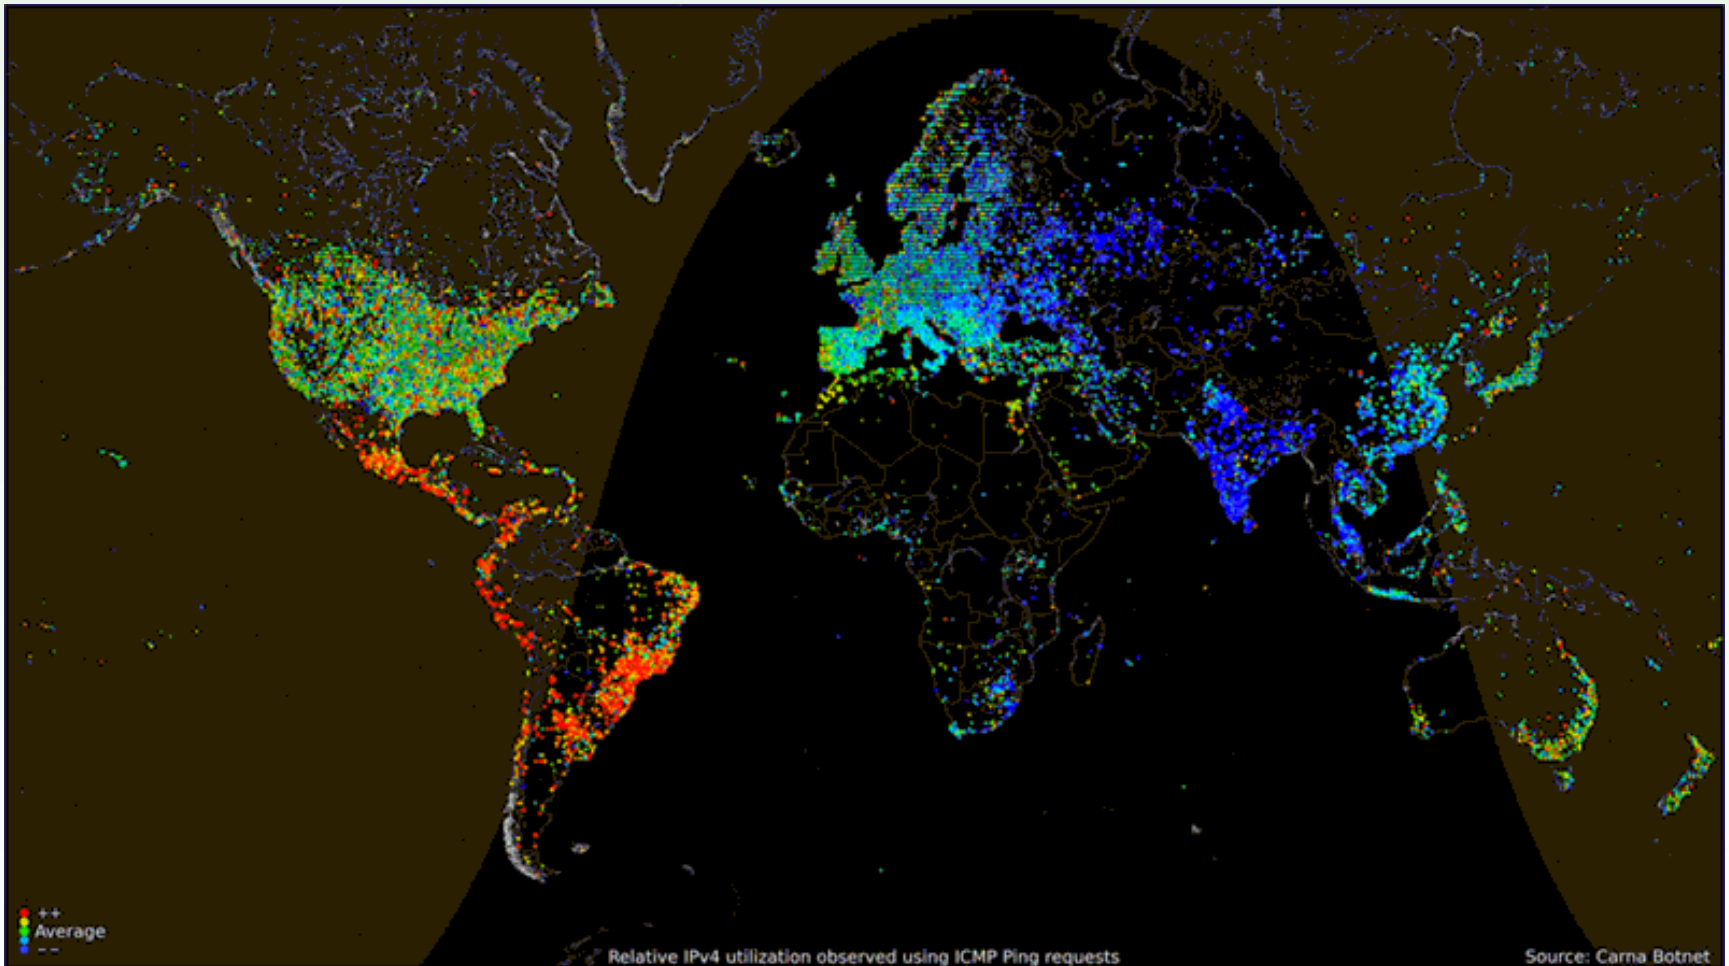 ++
Average
--
Relative IPv4 utilization observed using ICMP Ping requests
Source: Carna Botnet